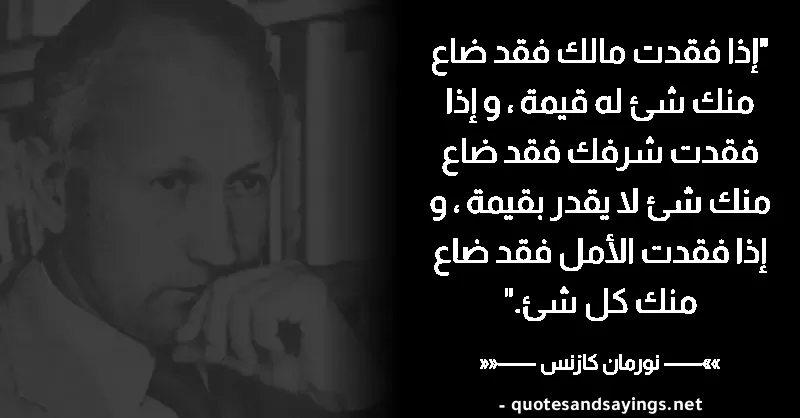 "إذا فقدت مالك فقد ضاع
منك شئ له قيمة ، و إذا
فقدت شرفك فقد ضاع
منك شئ لا يقدر بقيمة ، و
إذا فقدت الأمل فقد ضاع
منك كل شئ."
»»—— نورمان كازنس ——««
- quotesandsayings.net